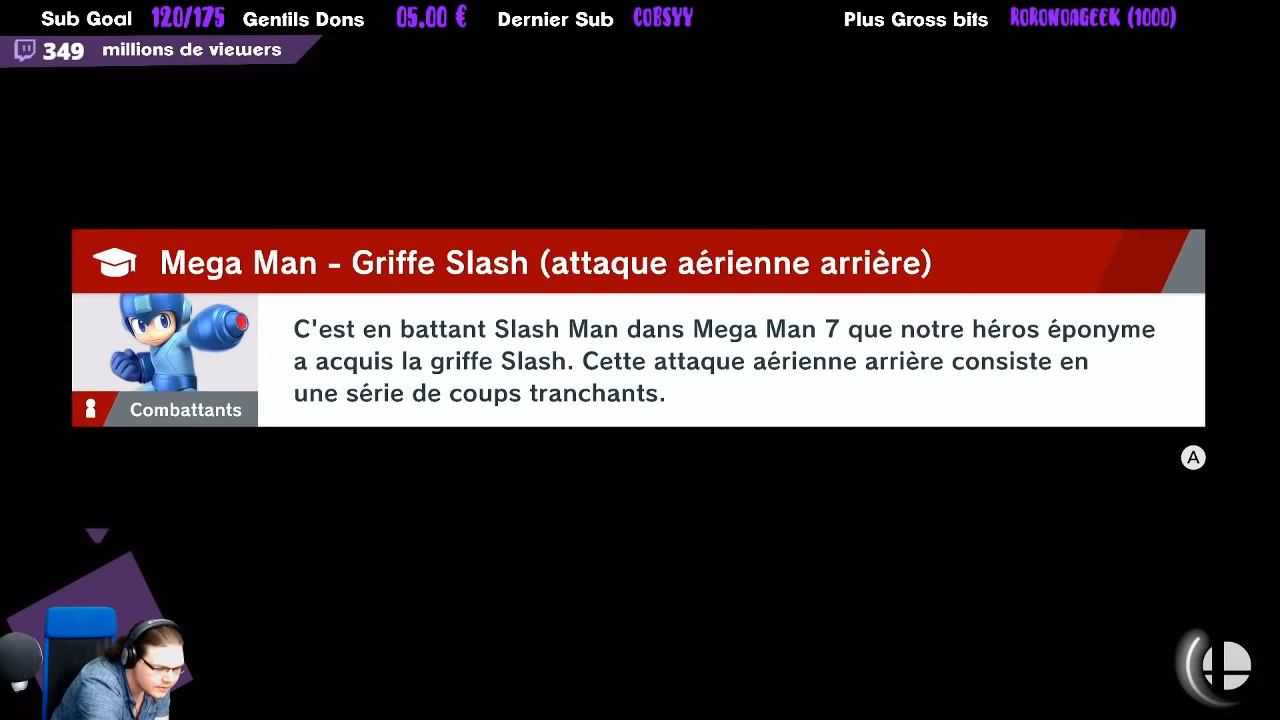 Sub Goal 120/175 Gentils Dons 05.00 € Dernier Sub COBSYY Plus Gross bits RORONOAGEEK (1000)
349 millions de viewers
Mega Man - Griffe Slash (attaque aérienne arrière)
C'est en battant Slash Man dans Mega Man 7 que notre héros éponyme
a acquis la griffe Slash. Cette attaque aérienne arrière consiste en
une série de coups tranchants.
Combattants
A